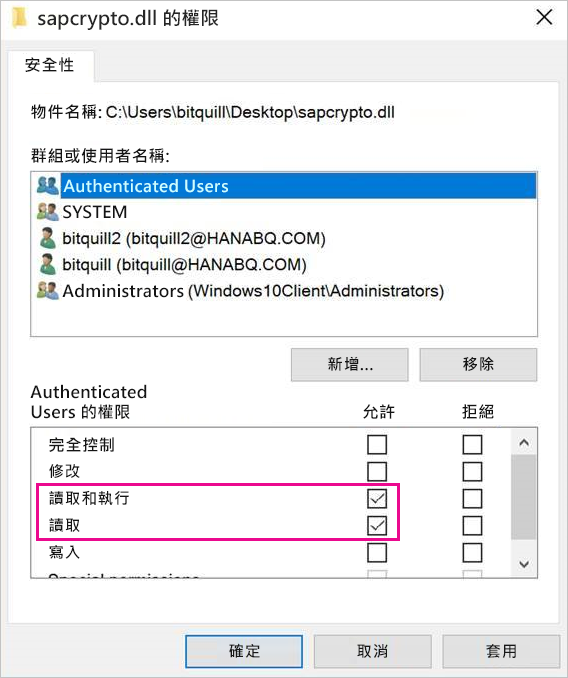 sapcrypto.dll 的權限
安全性
物件名稱: C:\Users\bitquill\Desktop\sapcrypto.dll
群組或使用者名稱:
Authenticated Users
SYSTEM
bitquill2 (bitquill2@HANABQ.COM)
bitquill (bitquill@HANABQ.COM)
Administrators (Windows10Client\Administrators)
新增... 移除
Authenticated
Users 的權限 允許 拒絕
完全控制
修改
讀取和執行
讀取
寫入
Special permissions
確定 取消 套用